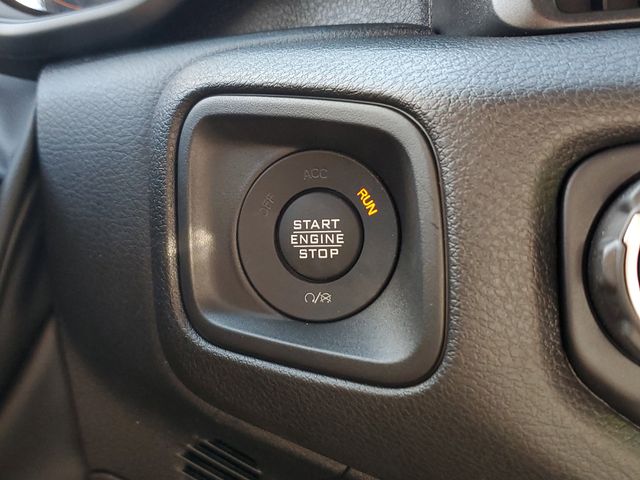 ACC
OFF
RUN
START
ENGINE
STOP